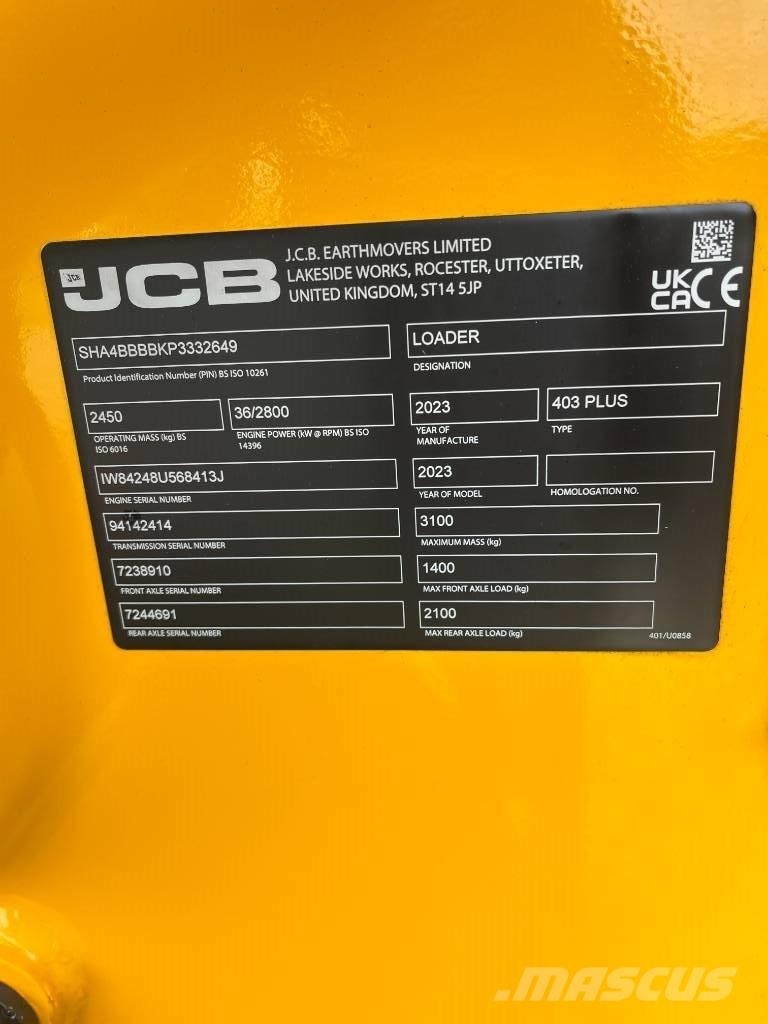 JCB
JCB
J.C.B. EARTHMOVERS LIMITED
LAKESIDE WORKS, ROCESTER, UTTOXETER,
UNITED KINGDOM, ST14 5JP
UK
CA CE
SHA4BBBBKP3332649
Product Identification Number (PIN) BS ISO 10261
LOADER
DESIGNATION
2450
OPERATING MASS (kg) BS
ISO 6016
36/2800
ENGINE POWER (kW @ RPM) BS ISO
14396
2023
YEAR OF
MANUFACTURE
403 PLUS
TYPE
IW84248U568413J
ENGINE SERIAL NUMBER
2023
YEAR OF MODEL
HOMOLOGATION NO.
94142414
TRANSMISSION SERIAL NUMBER
3100
MAXIMUM MASS (kg)
7238910
FRONT AXLE SERIAL NUMBER
1400
MAX FRONT AXLE LOAD (kg)
7244691
REAR AXLE SERIAL NUMBER
2100
MAX REAR AXLE LOAD (kg)
401/U0858
MASCUS